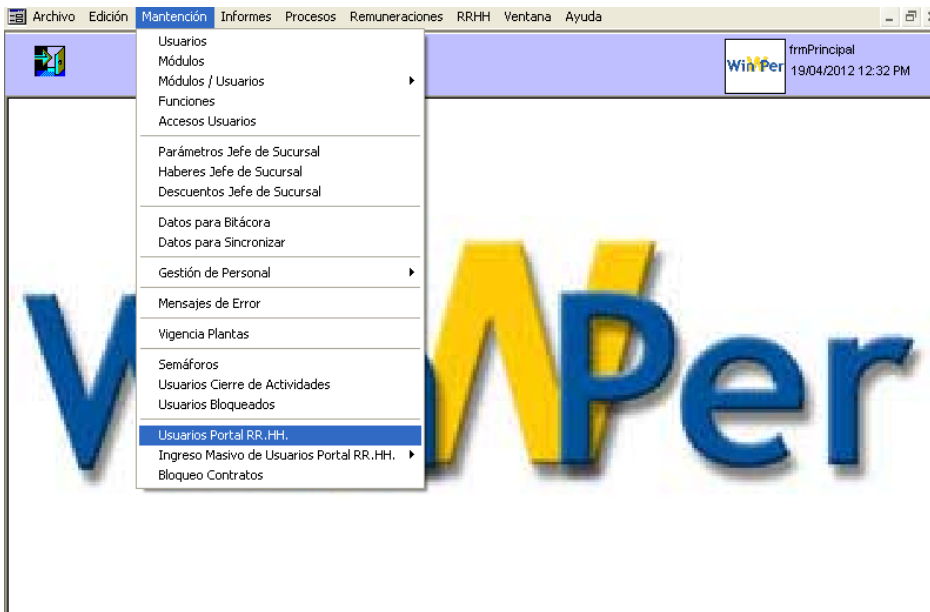 Archivo Edición Mantención Informes Procesos Remuneraciones RRHH Ventana Ayuda
frmPrincipal
WinPer
19/04/2012 12:32 PM
Usuarios
Módulos
Módulos / Usuarios
Funciones
Accesos Usuarios
Parámetros Jefe de Sucursal
Haberes Jefe de Sucursal
Descuentos Jefe de Sucursal
Datos para Bitácora
Datos para Sincronizar
Gestión de Personal
Mensajes de Error
Vigencia Plantas
Semáforos
Usuarios Cierre de Actividades
Usuarios Bloqueados
Usuarios Portal RR.HH.
Ingreso Masivo de Usuarios Portal RR.HH.
Bloqueo Contratos
Per